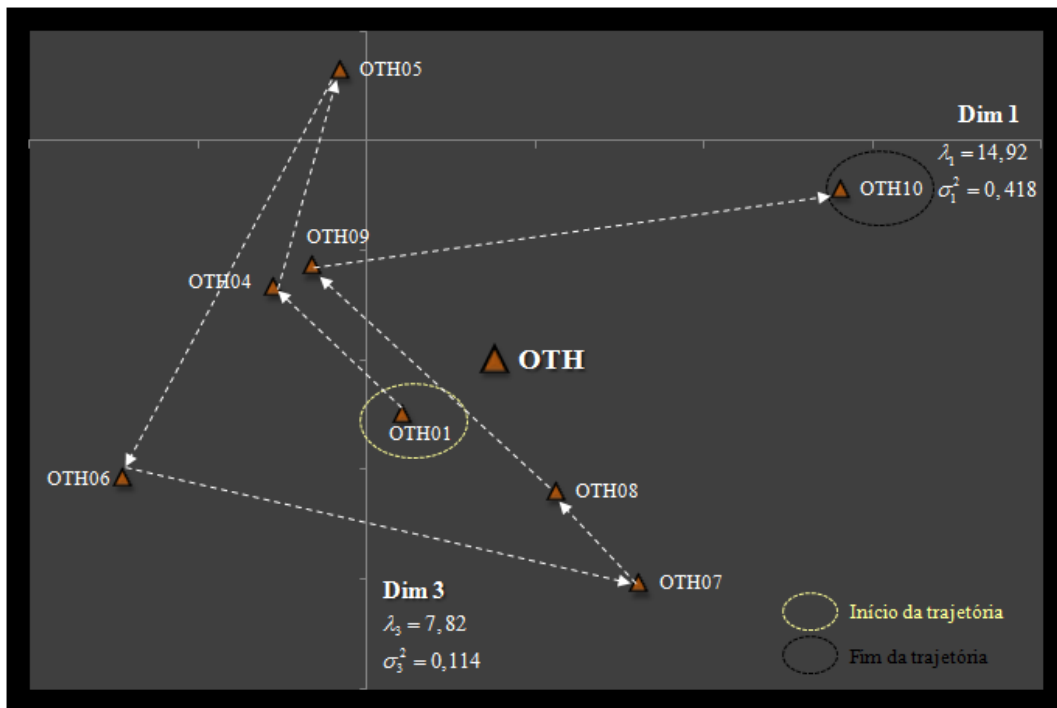 OTH05
Dim 1
λ₁ = 14,92
OTH10
σ₁² = 0,418
OTH09
OTH04
OTH
OTH01
OTH06
OTH08
OTH07
Dim 3
λ₃ = 7,82
σ₃² = 0,114
Início da trajetória
Fim da trajetória